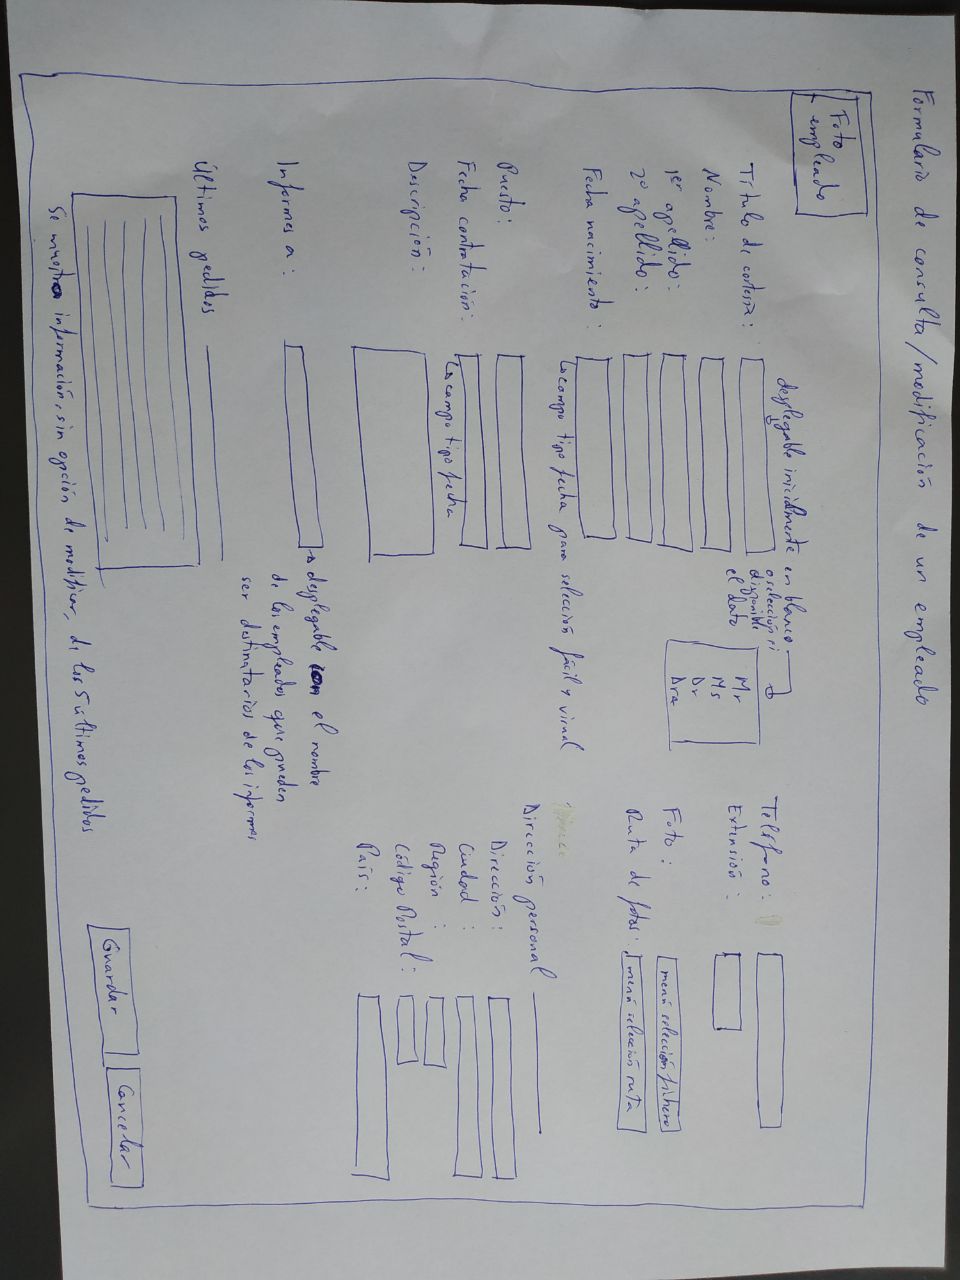 Formulario de consulta/modificación de un empleado
Foto
empleado
desplegable inicialmente en blanco
o selección si
disponible
el dato
Título de cortesía:
Nombre:
1er apellido:
2º apellido:
Fecha nacimiento:
campo tipo fecha para selección fácil y visual
Mr
Ms
Dr
Dra
Puesto:
Fecha contratación:
campo tipo fecha
Descripción:
Informes a:
desplegable con el nombre
de los empleados que pueden
ser destinatarios de los informes
Últimos pedidos
Se muestra información, sin opción de modificar, de los 5 últimos pedidos
Teléfono:
Extensión:
Foto: menú selección fichero
Ruta de fotos: menú selección ruta
Dirección personal
Dirección:
Ciudad:
Región:
Código Postal:
País:
Guardar
Cancelar